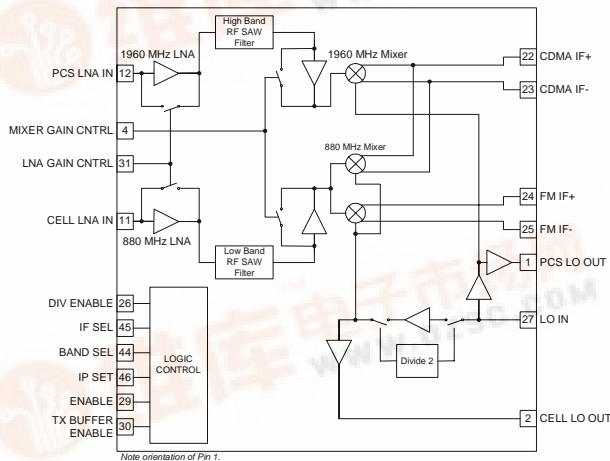 High Band
RF SAW
Filter
1960 MHz LNA
1960 MHz Mixer
22 CDMA IF+
PCS LNA IN 12
23 CDMA IF-
MIXER GAIN CNTRL 4
880 MHz Mixer
LNA GAIN CNTRL 31
24 FM IF+
CELL LNA IN 11
25 FM IF-
880 MHz LNA
Low Band
RF SAW
Filter
1 PCS LO OUT
DIV ENABLE 26
27 LO IN
IF SEL 45
BAND SEL 44
LOGIC
CONTROL
Divide 2
IP SET 46
ENABLE 29
TX BUFFER
ENABLE 30
2 CELL LO OUT
Note orientation of Pin 1.